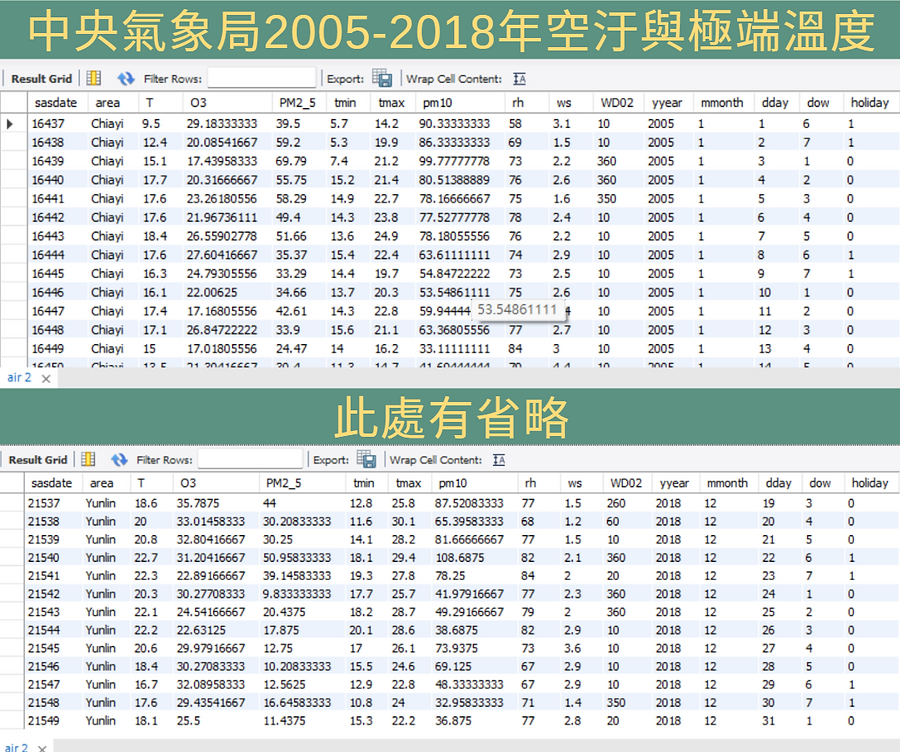 中央氣象局2005-2018年空汙與極端溫度
Result Grid Filter Rows: Export: Wrap Cell Content:
sasdate area T O3 PM2_5 tmin tmax pm10 rh ws WD02 yyear mmonth dday dow holiday
16437 Chiayi 9.5 29.18333333 39.5 5.7 14.2 90.33333333 58 3.1 10 2005 1 1 6 1
16438 Chiayi 12.4 20.08541667 59.2 5.3 19.9 86.33333333 69 1.5 10 2005 1 2 7 1
16439 Chiayi 15.1 17.43958333 69.79 7.4 21.2 99.77777778 73 2.2 360 2005 1 3 1 0
16440 Chiayi 17.7 20.31666667 55.75 15.2 21.4 80.51388889 76 2.6 360 2005 1 4 2 0
16441 Chiayi 17.6 23.26180556 58.29 14.9 22.7 78.16666667 75 1.6 350 2005 1 5 3 0
16442 Chiayi 17.6 21.96736111 49.4 14.3 23.8 77.52777778 78 2.4 10 2005 1 6 4 0
16443 Chiayi 18.4 26.55902778 51.66 13.6 24.9 78.18055556 76 2.2 10 2005 1 7 5 0
16444 Chiayi 17.6 27.60416667 35.37 15.4 22.4 63.61111111 74 2.9 10 2005 1 8 6 1
16445 Chiayi 16.3 24.79305556 33.29 14.4 19.7 54.84722222 73 2.5 10 2005 1 9 7 1
16446 Chiayi 16.1 22.00625 34.66 13.7 20.3 53.54861111 75 2.6 10 2005 1 10 1 0
16447 Chiayi 17.4 17.16805556 42.61 14.3 22.8 59.94444 53.54861111 4 10 2005 1 11 2 0
16448 Chiayi 17.1 26.84722222 33.9 15.6 21.1 63.36805556 77 2.7 10 2005 1 12 3 0
16449 Chiayi 15 17.01805556 24.47 14 16.2 33.11111111 84 3 10 2005 1 13 4 0
air 2
此處有省略
Result Grid Filter Rows: Export: Wrap Cell Content:
sasdate area T O3 PM2_5 tmin tmax pm10 rh ws WD02 yyear mmonth dday dow holiday
21537 Yunlin 18.6 35.7875 44 12.8 25.8 87.52083333 77 1.5 260 2018 12 19 3 0
21538 Yunlin 20 33.01458333 30.20833333 11.6 30.1 65.39583333 68 1.2 60 2018 12 20 4 0
21539 Yunlin 20.8 32.80416667 30.25 14.1 28.2 81.66666667 77 1.5 10 2018 12 21 5 0
21540 Yunlin 22.7 31.20416667 50.95833333 18.1 29.4 108.6875 82 2.1 360 2018 12 22 6 1
21541 Yunlin 22.3 22.89166667 39.14583333 19.3 27.8 78.25 84 2 20 2018 12 23 7 1
21542 Yunlin 20.3 30.27708333 9.833333333 17.7 25.7 41.97916667 77 2.3 360 2018 12 24 1 0
21543 Yunlin 22.1 24.54166667 20.4375 18.2 28.7 49.29166667 79 2 360 2018 12 25 2 0
21544 Yunlin 22.2 22.63125 17.875 20.1 28.6 38.6875 82 2.9 10 2018 12 26 3 0
21545 Yunlin 20.6 29.97916667 12.75 17 26.1 73.9375 73 3.6 10 2018 12 27 4 0
21546 Yunlin 18.4 30.27083333 10.20833333 15.5 24.6 69.125 67 2.9 10 2018 12 28 5 0
21547 Yunlin 16.7 32.08958333 12.5625 12.9 22.8 48.33333333 67 2.9 10 2018 12 29 6 1
21548 Yunlin 17.6 29.43541667 16.64583333 10.8 24 32.95833333 71 1.4 350 2018 12 30 7 1
21549 Yunlin 18.1 25.5 11.4375 15.3 22.2 36.875 77 2.8 20 2018 12 31 1 0
air 2